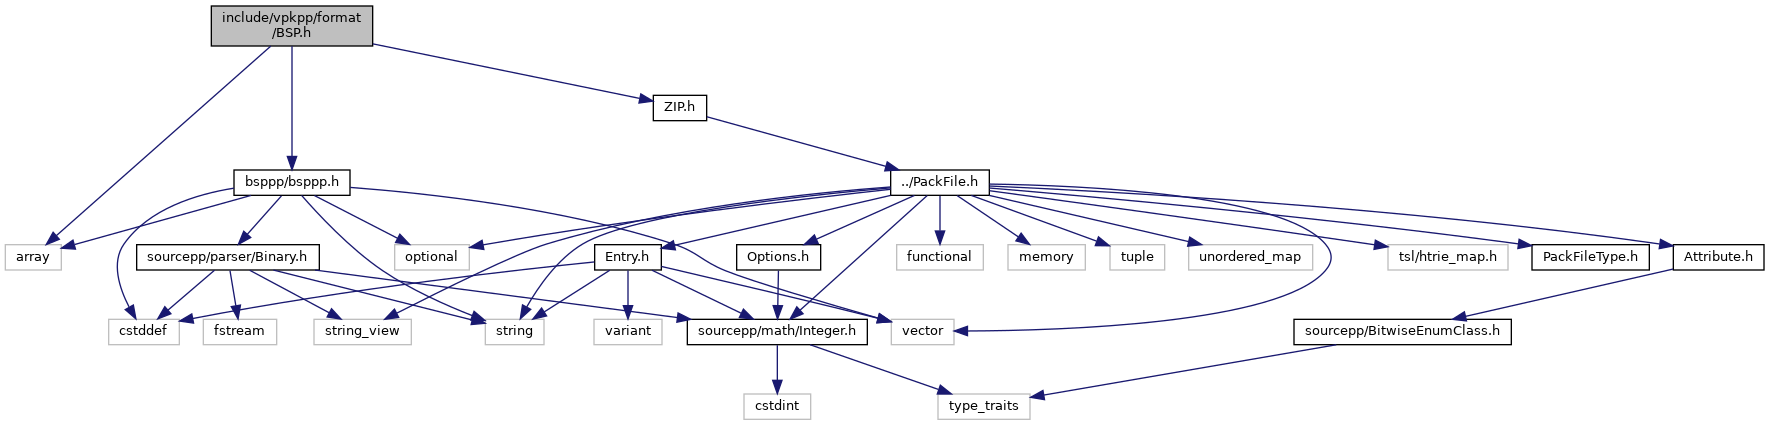 include/vpkpp/format
/BSP.h
ZIP.h
bsppp/bsppp.h
../PackFile.h
array
sourcepp/parser/Binary.h
optional
Entry.h
Options.h
functional
memory
tuple
unordered_map
tsl/htrie_map.h
PackFileType.h
Attribute.h
cstddef
fstream
string_view
string
variant
sourcepp/math/Integer.h
vector
sourcepp/BitwiseEnumClass.h
cstdint
type_traits